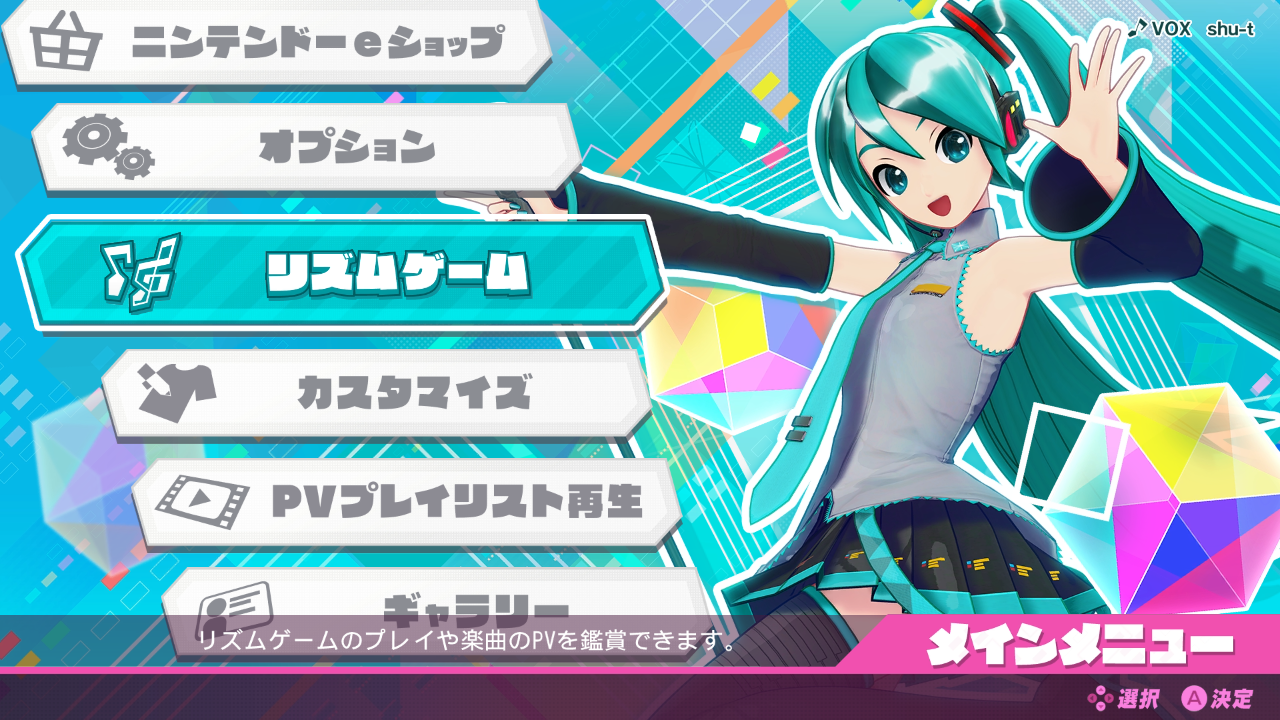 ニンテンドーeショップ
VOX shu-t
オプション
リズムゲーム
カスタマイズ
PVプレイリスト再生
ギャラリー
リズムゲームのプレイや楽曲のPVを鑑賞できます。
メインメニュー
選択 A 決定